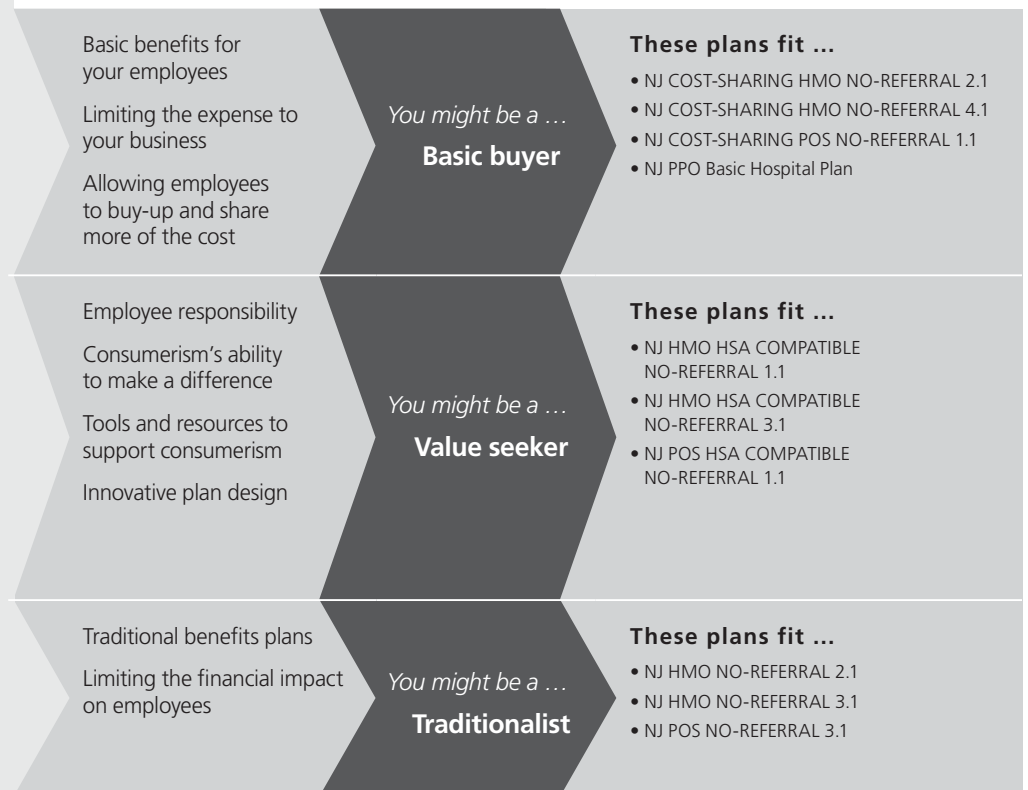 Basic benefits for
your employees
Limiting the expense to
your business
Allowing employees
to buy-up and share
more of the cost
You might be a …
Basic buyer
These plans fit …
• NJ COST-SHARING HMO NO-REFERRAL 2.1
• NJ COST-SHARING HMO NO-REFERRAL 4.1
• NJ COST-SHARING POS NO-REFERRAL 1.1
• NJ PPO Basic Hospital Plan
Employee responsibility
Consumerism’s ability
to make a difference
Tools and resources to
support consumerism
Innovative plan design
You might be a …
Value seeker
These plans fit …
• NJ HMO HSA COMPATIBLE
NO-REFERRAL 1.1
• NJ HMO HSA COMPATIBLE
NO-REFERRAL 3.1
• NJ POS HSA COMPATIBLE
NO-REFERRAL 1.1
Traditional benefits plans
Limiting the financial impact
on employees
You might be a …
Traditionalist
These plans fit …
• NJ HMO NO-REFERRAL 2.1
• NJ HMO NO-REFERRAL 3.1
• NJ POS NO-REFERRAL 3.1